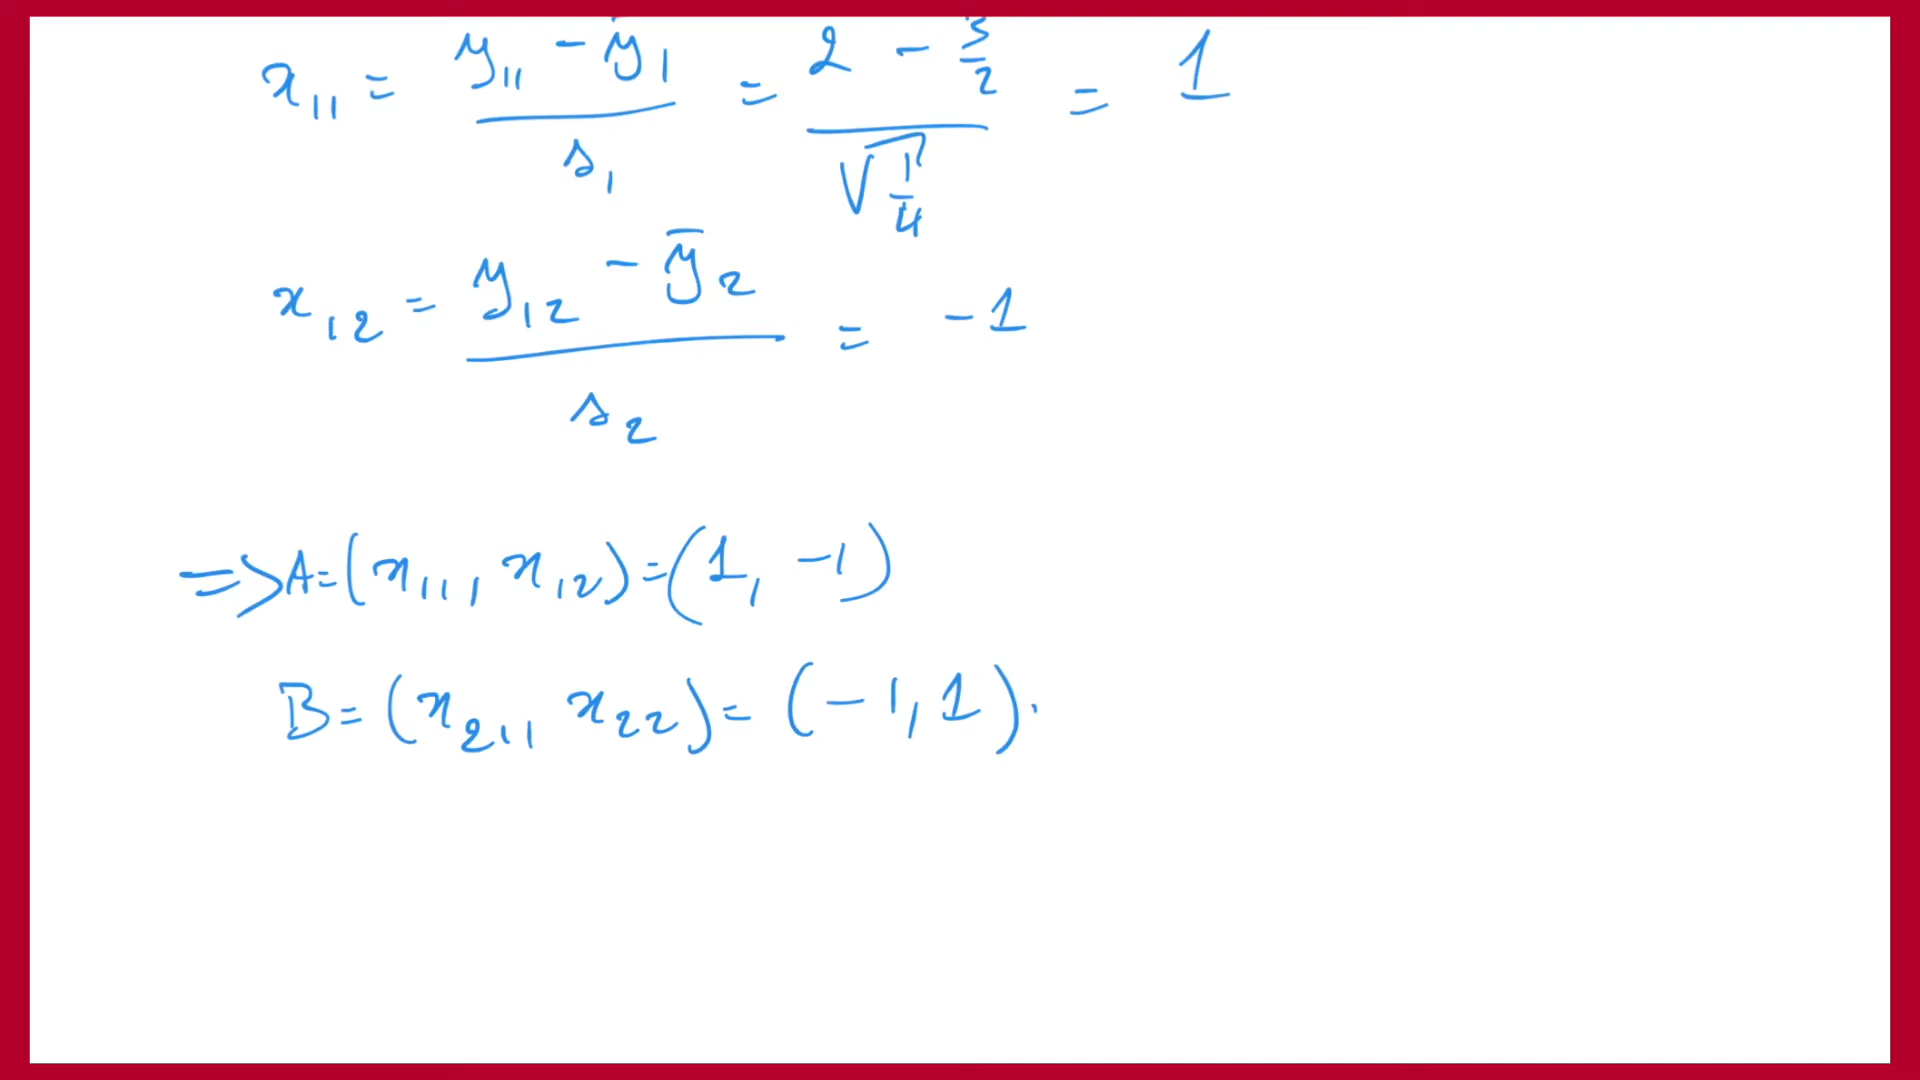 x₁₁ = (y₁₁ - ȳ₁) / s₁ = (2 - 3/2) / √(1/4) = 1
x₁₂ = (y₁₂ - ȳ₂) / s₂ = -1
=> A = (x₁₁, x₁₂) = (1, -1)
B = (x₂₁, x₂₂) = (-1, 1).